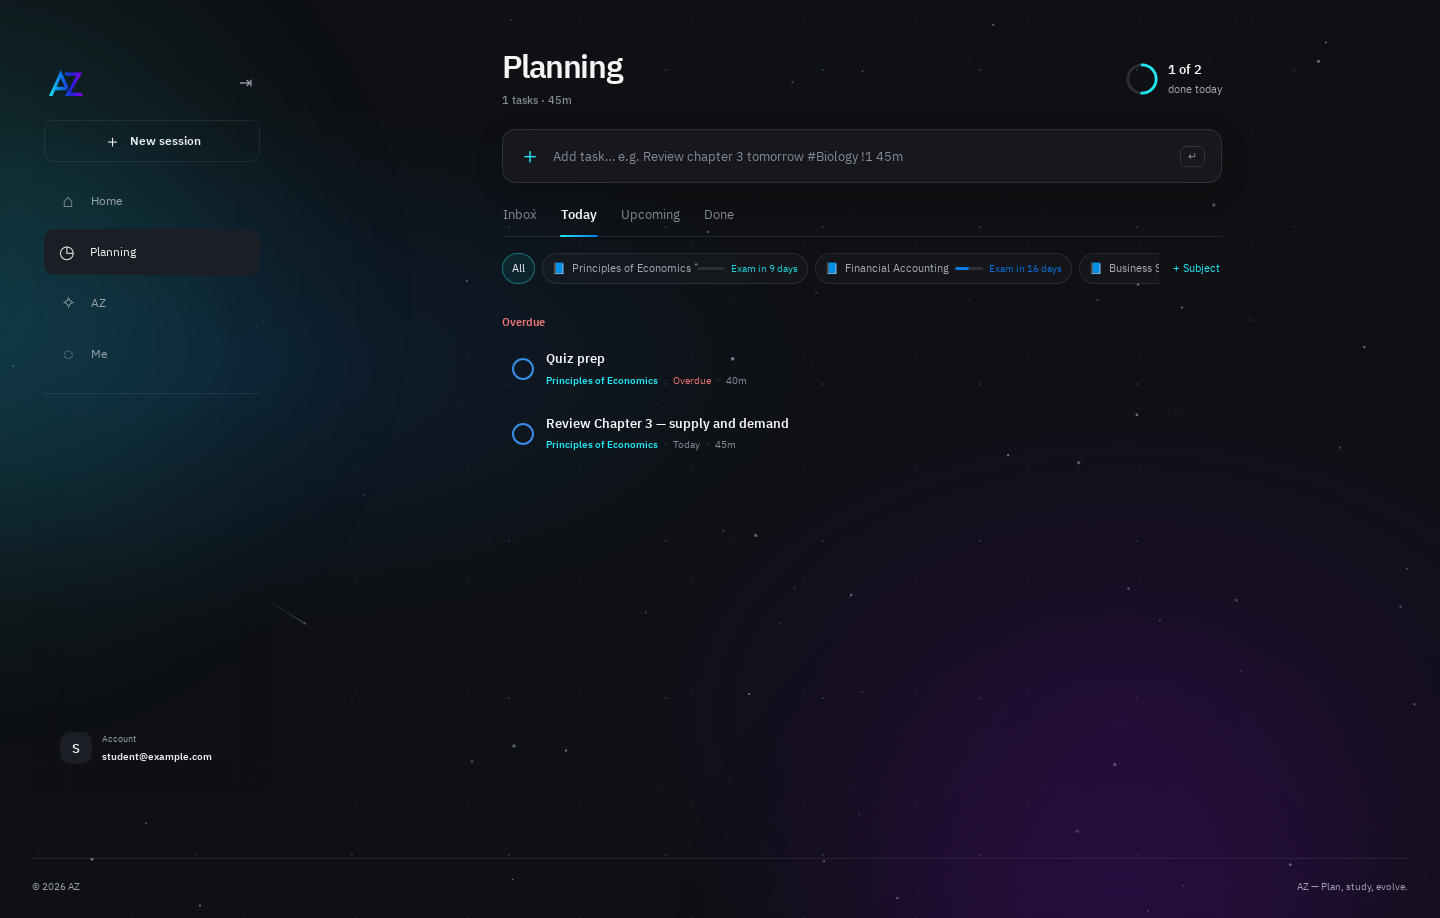 AZ
New session
Home
Planning
AZ
Me
Account
S
student@example.com
Planning
1 tasks · 45m
1 of 2
done today
Add task... e.g. Review chapter 3 tomorrow #Biology !1 45m
Inbox
Today
Upcoming
Done
All
Principles of Economics
Exam in 9 days
Financial Accounting
Exam in 16 days
Business
+ Subject
Overdue
Quiz prep
Principles of Economics · Overdue · 40m
Review Chapter 3 — supply and demand
Principles of Economics · Today · 45m
© 2026 AZ
AZ — Plan, study, evolve.